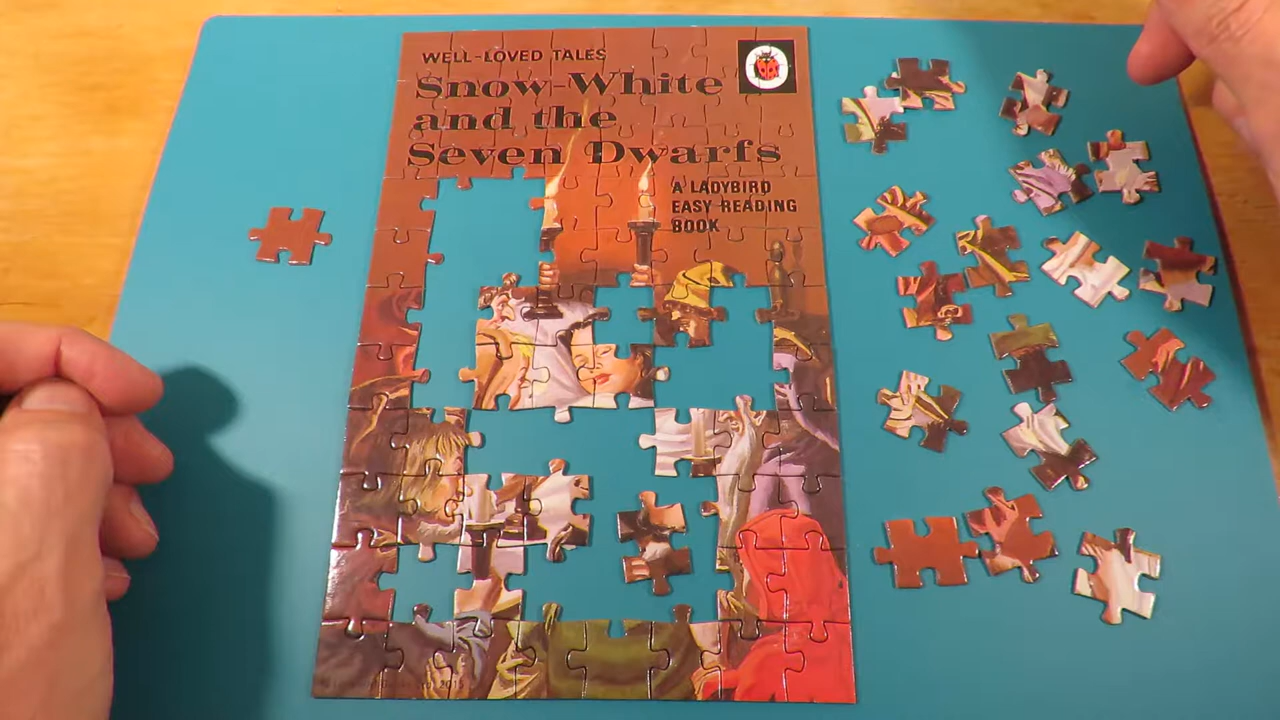 WELL-LOVED TALES
Snow-White
and the
Seven Dwarfs
A LADYBIRD
EASY READING
BOOK